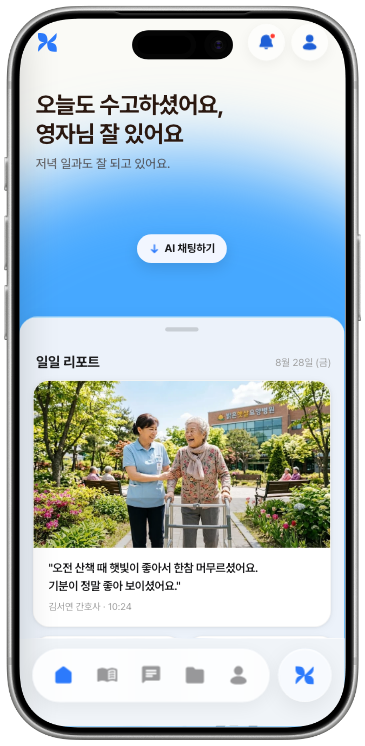 오늘도 수고하셨어요,
영자님 잘 있어요
저녁 일과도 잘 되고 있어요.
AI 채팅하기
일일 리포트
8월 28일 (금)
"오전 산책 때 햇빛이 좋아서 한참 머무르셨어요.
기분이 정말 좋아 보이셨어요."
김서연 간호사 · 10:24